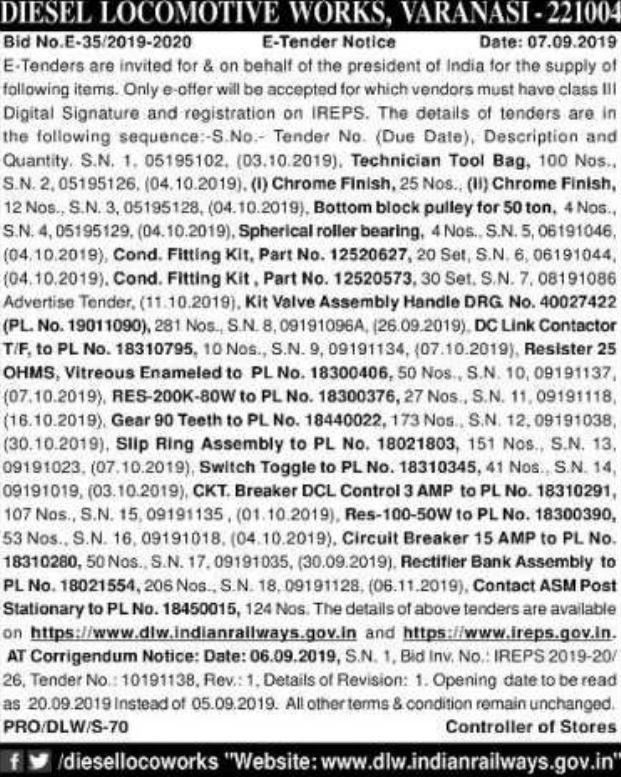 DIESEL LOCOMOTIVE WORKS, VARANASI - 221004
Bid No.E-35/2019-2020 E-Tender Notice Date: 07.09.2019
E-Tenders are invited for & on behalf of the president of India for the supply of
following items. Only e-offer will be accepted for which vendors must have class III
Digital Signature and registration on IREPS. The details of tenders are in
the following sequence:-S.No.- Tender No. (Due Date), Description and
Quantity. S.N. 1, 05195102, (03.10.2019), Technician Tool Bag, 100 Nos.,
S.N. 2, 05195126, (04.10.2019), (i) Chrome Finish, 25 Nos., (ii) Chrome Finish,
12 Nos., S.N. 3, 05195128, (04.10.2019), Bottom block pulley for 50 ton, 4 Nos.,
S.N. 4, 05195129, (04.10.2019), Spherical roller bearing, 4 Nos., S.N. 5, 06191046,
(04.10.2019), Cond. Fitting Kit, Part No. 12520627, 20 Set, S.N. 6, 06191044,
(04.10.2019), Cond. Fitting Kit , Part No. 12520573, 30 Set, S.N. 7, 08191086
Advertise Tender, (11.10.2019), Kit Valve Assembly Handle DRG. No. 40027422
(PL. No. 19011090), 281 Nos., S.N. 8, 09191096A, (26.09.2019), DC Link Contactor
T/F, to PL No. 18310795, 10 Nos., S.N. 9, 09191134, (07.10.2019), Resister 25
OHMS, Vitreous Enameled to PL No. 18300406, 50 Nos., S.N. 10, 09191137,
(07.10.2019), RES-200K-80W to PL No. 18300376, 27 Nos., S.N. 11, 09191118,
(16.10.2019), Gear 90 Teeth to PL No. 18440022, 173 Nos., S.N. 12, 09191038,
(30.10.2019), Slip Ring Assembly to PL No. 18021803, 151 Nos., S.N. 13,
09191023, (07.10.2019), Switch Toggle to PL No. 18310345, 41 Nos., S.N. 14,
09191019, (03.10.2019), CKT. Breaker DCL Control 3 AMP to PL No. 18310291,
107 Nos., S.N. 15, 09191135 , (01.10.2019), Res-100-50W to PL No. 18300390,
53 Nos., S.N. 16, 09191018, (04.10.2019), Circuit Breaker 15 AMP to PL No.
18310280, 50 Nos., S.N. 17, 09191035, (30.09.2019), Rectifier Bank Assembly to
PL No. 18021554, 206 Nos., S.N. 18, 09191128, (06.11.2019), Contact ASM Post
Stationary to PL No. 18450015, 124 Nos. The details of above tenders are available
on https://www.dlw.indianrailways.gov.in and https://www.ireps.gov.in.
AT Corrigendum Notice: Date: 06.09.2019, S.N. 1, Bid Inv. No.: IREPS 2019-20/
26, Tender No.: 10191138, Rev.: 1, Details of Revision: 1. Opening date to be read
as 20.09.2019 Instead of 05.09.2019. All other terms & condition remain unchanged.
PRO/DLW/S-70 Controller of Stores
f /diesellocoworks "Website: www.dlw.indianrailways.gov.in"